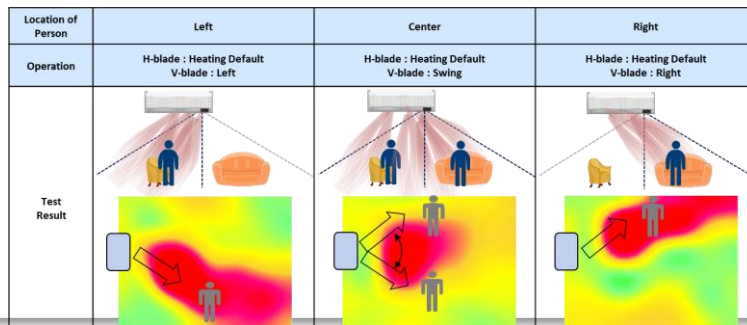 Location of
Person
Left
Center
Right
Operation
H-blade : Heating Default
V-blade : Left
H-blade : Heating Default
V-blade : Swing
H-blade : Heating Default
V-blade : Right
Test
Result